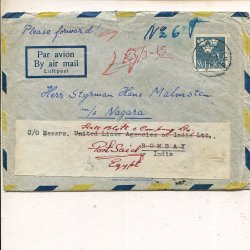 Please forward!
Par avion
By air mail
Luftpost
SVERIGE
Herr Styrman Hans Malmsten
m/s Nagara
C/O Messrs. United Liner Agencies of India Ltd.,
Port Said
BOMBAY
Egypt
India